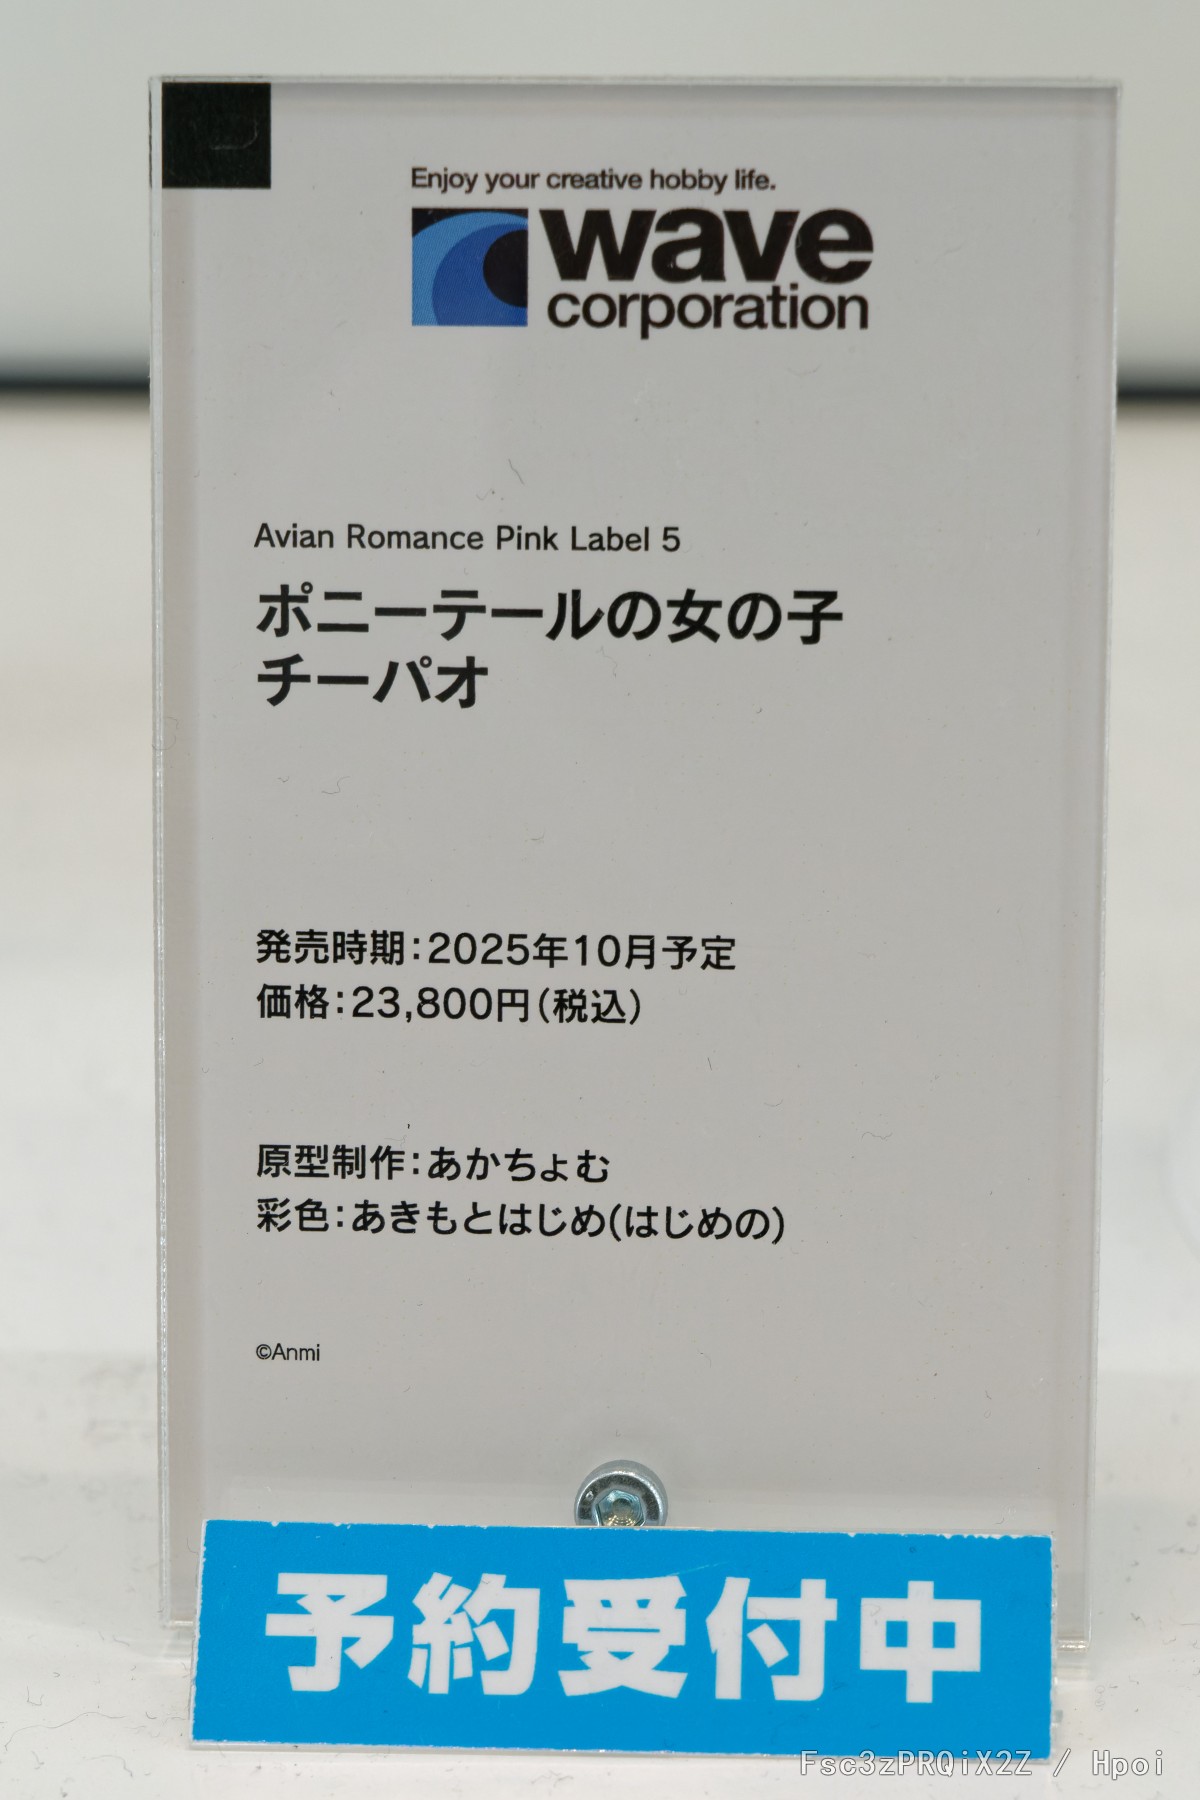 Enjoy your creative hobby life.
wave
corporation
Avian Romance Pink Label 5
ポニーテールの女の子
チーパオ
発売時期：2025年10月予定
価格：23,800円（税込）
原型制作：あかちょむ
彩色：あきもとはじめ(はじめの)
©Anmi
予約受付中
Fsc3zPRQiX2Z / Hpoi